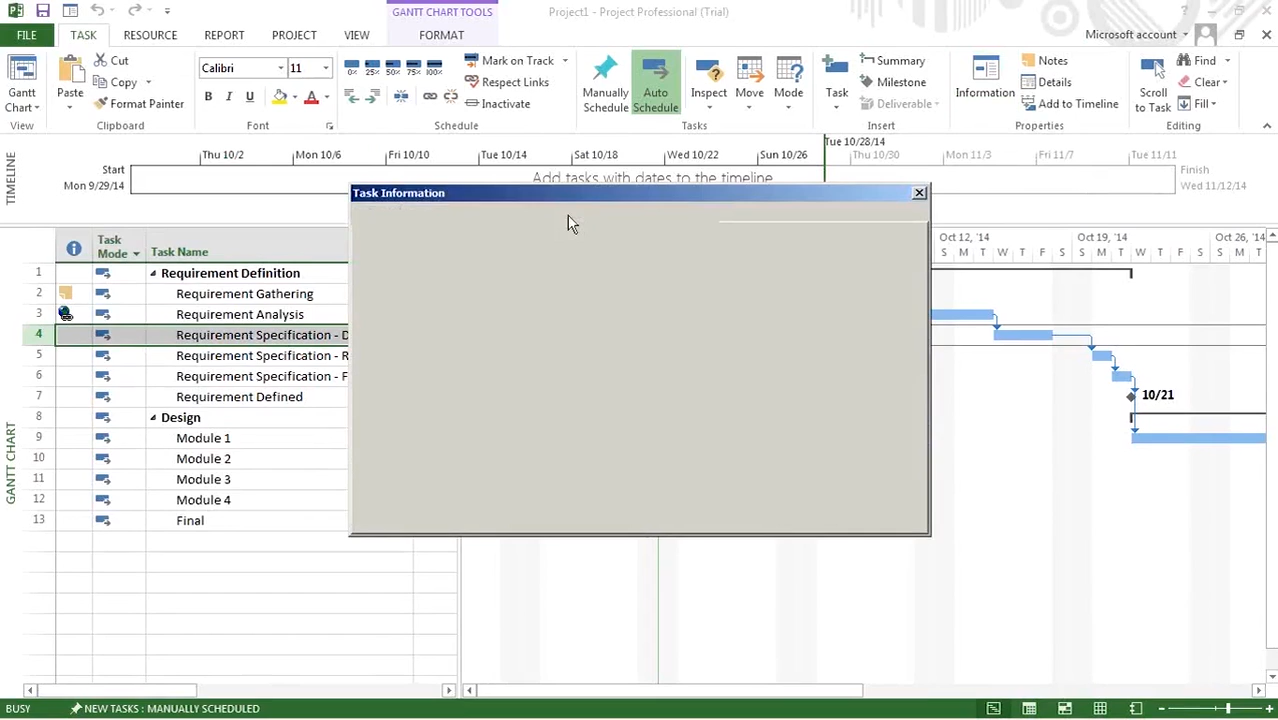 GANTT CHART TOOLS
Project1 - Project Professional (Trial)
FILE TASK RESOURCE REPORT PROJECT VIEW FORMAT Microsoft account
Gantt Chart
View
Paste
Cut
Copy
Format Painter
Clipboard
Calibri 11
B I U A
Font
0% 25% 50% 75% 100%
Mark on Track
Respect Links
Inactivate
Schedule
Manually Schedule
Auto Schedule
Inspect
Move
Mode
Tasks
Task
Summary
Milestone
Deliverable
Insert
Information
Notes
Details
Add to Timeline
Properties
Scroll to Task
Find
Clear
Fill
Editing
TIMELINE
Tue 10/28/14
Thu 10/2 Mon 10/6 Fri 10/10 Tue 10/14 Sat 10/18 Wed 10/22 Sun 10/26 Thu 10/30 Mon 11/3 Fri 11/7 Tue 11/11
Start
Mon 9/29/14
Add tasks with dates to the timeline
Finish
Wed 11/12/14
Task Information
GANTT CHART
Task Mode
Task Name
Oct 12, '14 Oct 19, '14 Oct 26, '14
S M W F S T T S M W F S T
1 Requirement Definition
2 Requirement Gathering
3 Requirement Analysis
4 Requirement Specification - D
5 Requirement Specification - R
6 Requirement Specification - F
7 Requirement Defined
10/21
8 Design
9 Module 1
10 Module 2
11 Module 3
12 Module 4
13 Final
BUSY
NEW TASKS : MANUALLY SCHEDULED